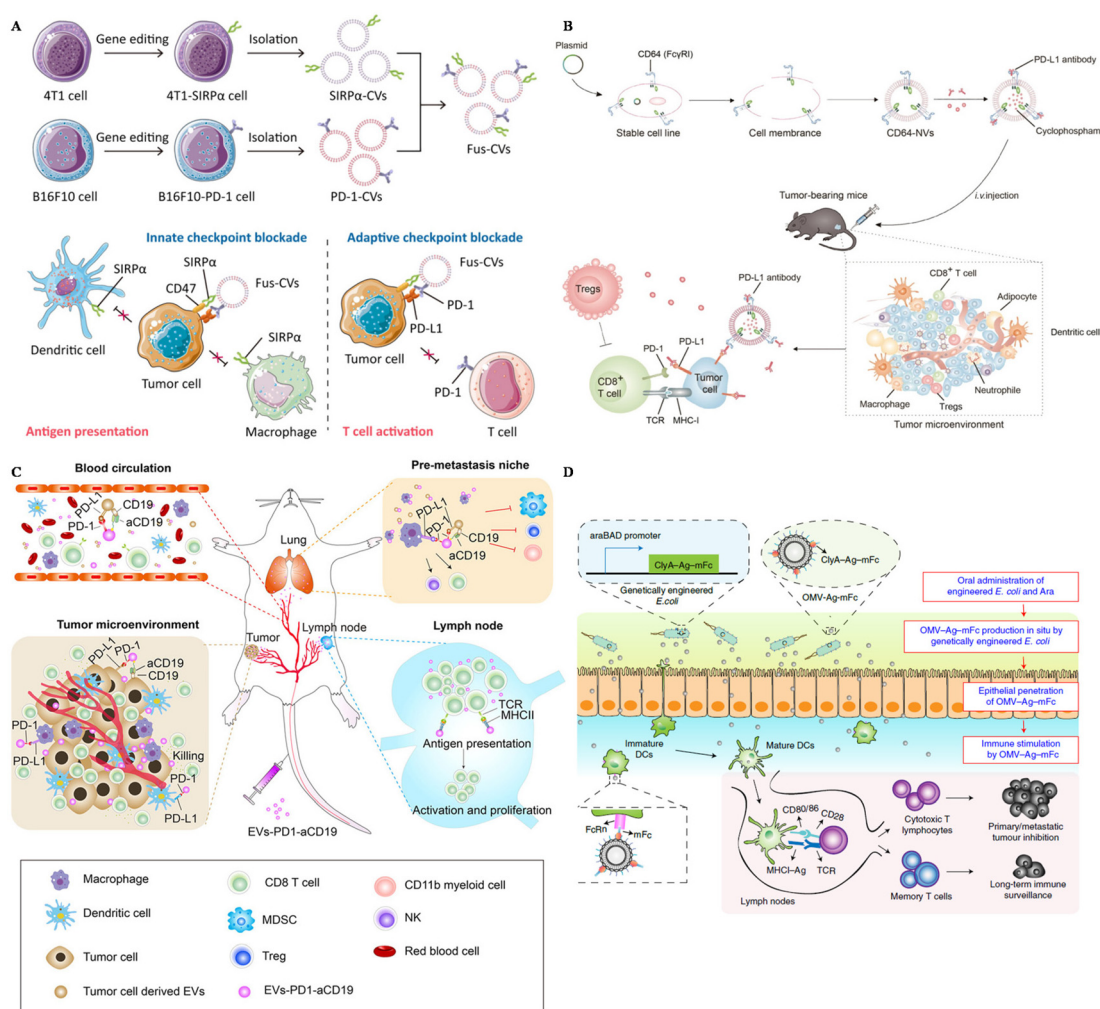 A
Gene editing
Isolation
4T1 cell
4T1-SIRPα cell
SIRPα-CVs
Gene editing
Isolation
Fus-CVs
B16F10 cell
B16F10-PD-1 cell
PD-1-CVs
Innate checkpoint blockade
Adaptive checkpoint blockade
SIRPα
SIRPα
CD47
Fus-CVs
Fus-CVs
PD-1
PD-L1
Dendritic cell
Tumor cell
SIRPα
Tumor cell
PD-1
Macrophage
T cell
Antigen presentation
T cell activation
B
Plasmid
CD64 (FcγRI)
PD-L1 antibody
Stable cell line
Cell membrane
CD64-NVs
Cyclophospham
Tumor-bearing mice
i.v.injection
Tregs
PD-L1 antibody
CD8⁺ T cell
Adipocyte
Dentritic cell
PD-1
PD-L1
CD8⁺
T cell
Tumor
cell
TCR
MHC-I
Neutrophile
Macrophage
Tregs
Tumor microenvironment
C
Blood circulation
PD-L1
CD19
PD-1
aCD19
Pre-metastasis niche
PD-L1
PD-1
CD19
aCD19
Lung
Tumor microenvironment
Tumor
Lymph node
Lymph node
PD-L1
PD-1
aCD19
CD19
PD-1
PD-L1
Killing
PD-1
PD-L1
TCR
MHCII
Antigen presentation
Activation and proliferation
EVs-PD1-aCD19
Macrophage
CD8 T cell
CD11b myeloid cell
Dendritic cell
MDSC
NK
Tumor cell
Treg
Red blood cell
Tumor cell derived EVs
EVs-PD1-aCD19
D
araBAD promoter
ClyA–Ag–mFc
Genetically engineered
E.coli
ClyA–Ag–mFc
OMV-Ag-mFc
Oral administration of
engineered E. coli and Ara
OMV–Ag–mFc production in situ by
genetically engineered E. coli
Epithelial penetration
of OMV–Ag–mFc
Immune stimulation
by OMV–Ag–mFc
Immature
DCs
Mature DCs
FcRn
mFc
CD80/86
CD28
MHCI–Ag
TCR
Lymph nodes
Cytotoxic T
lymphocytes
Primary/metastatic
tumour inhibition
Memory T cells
Long-term immune
surveillance